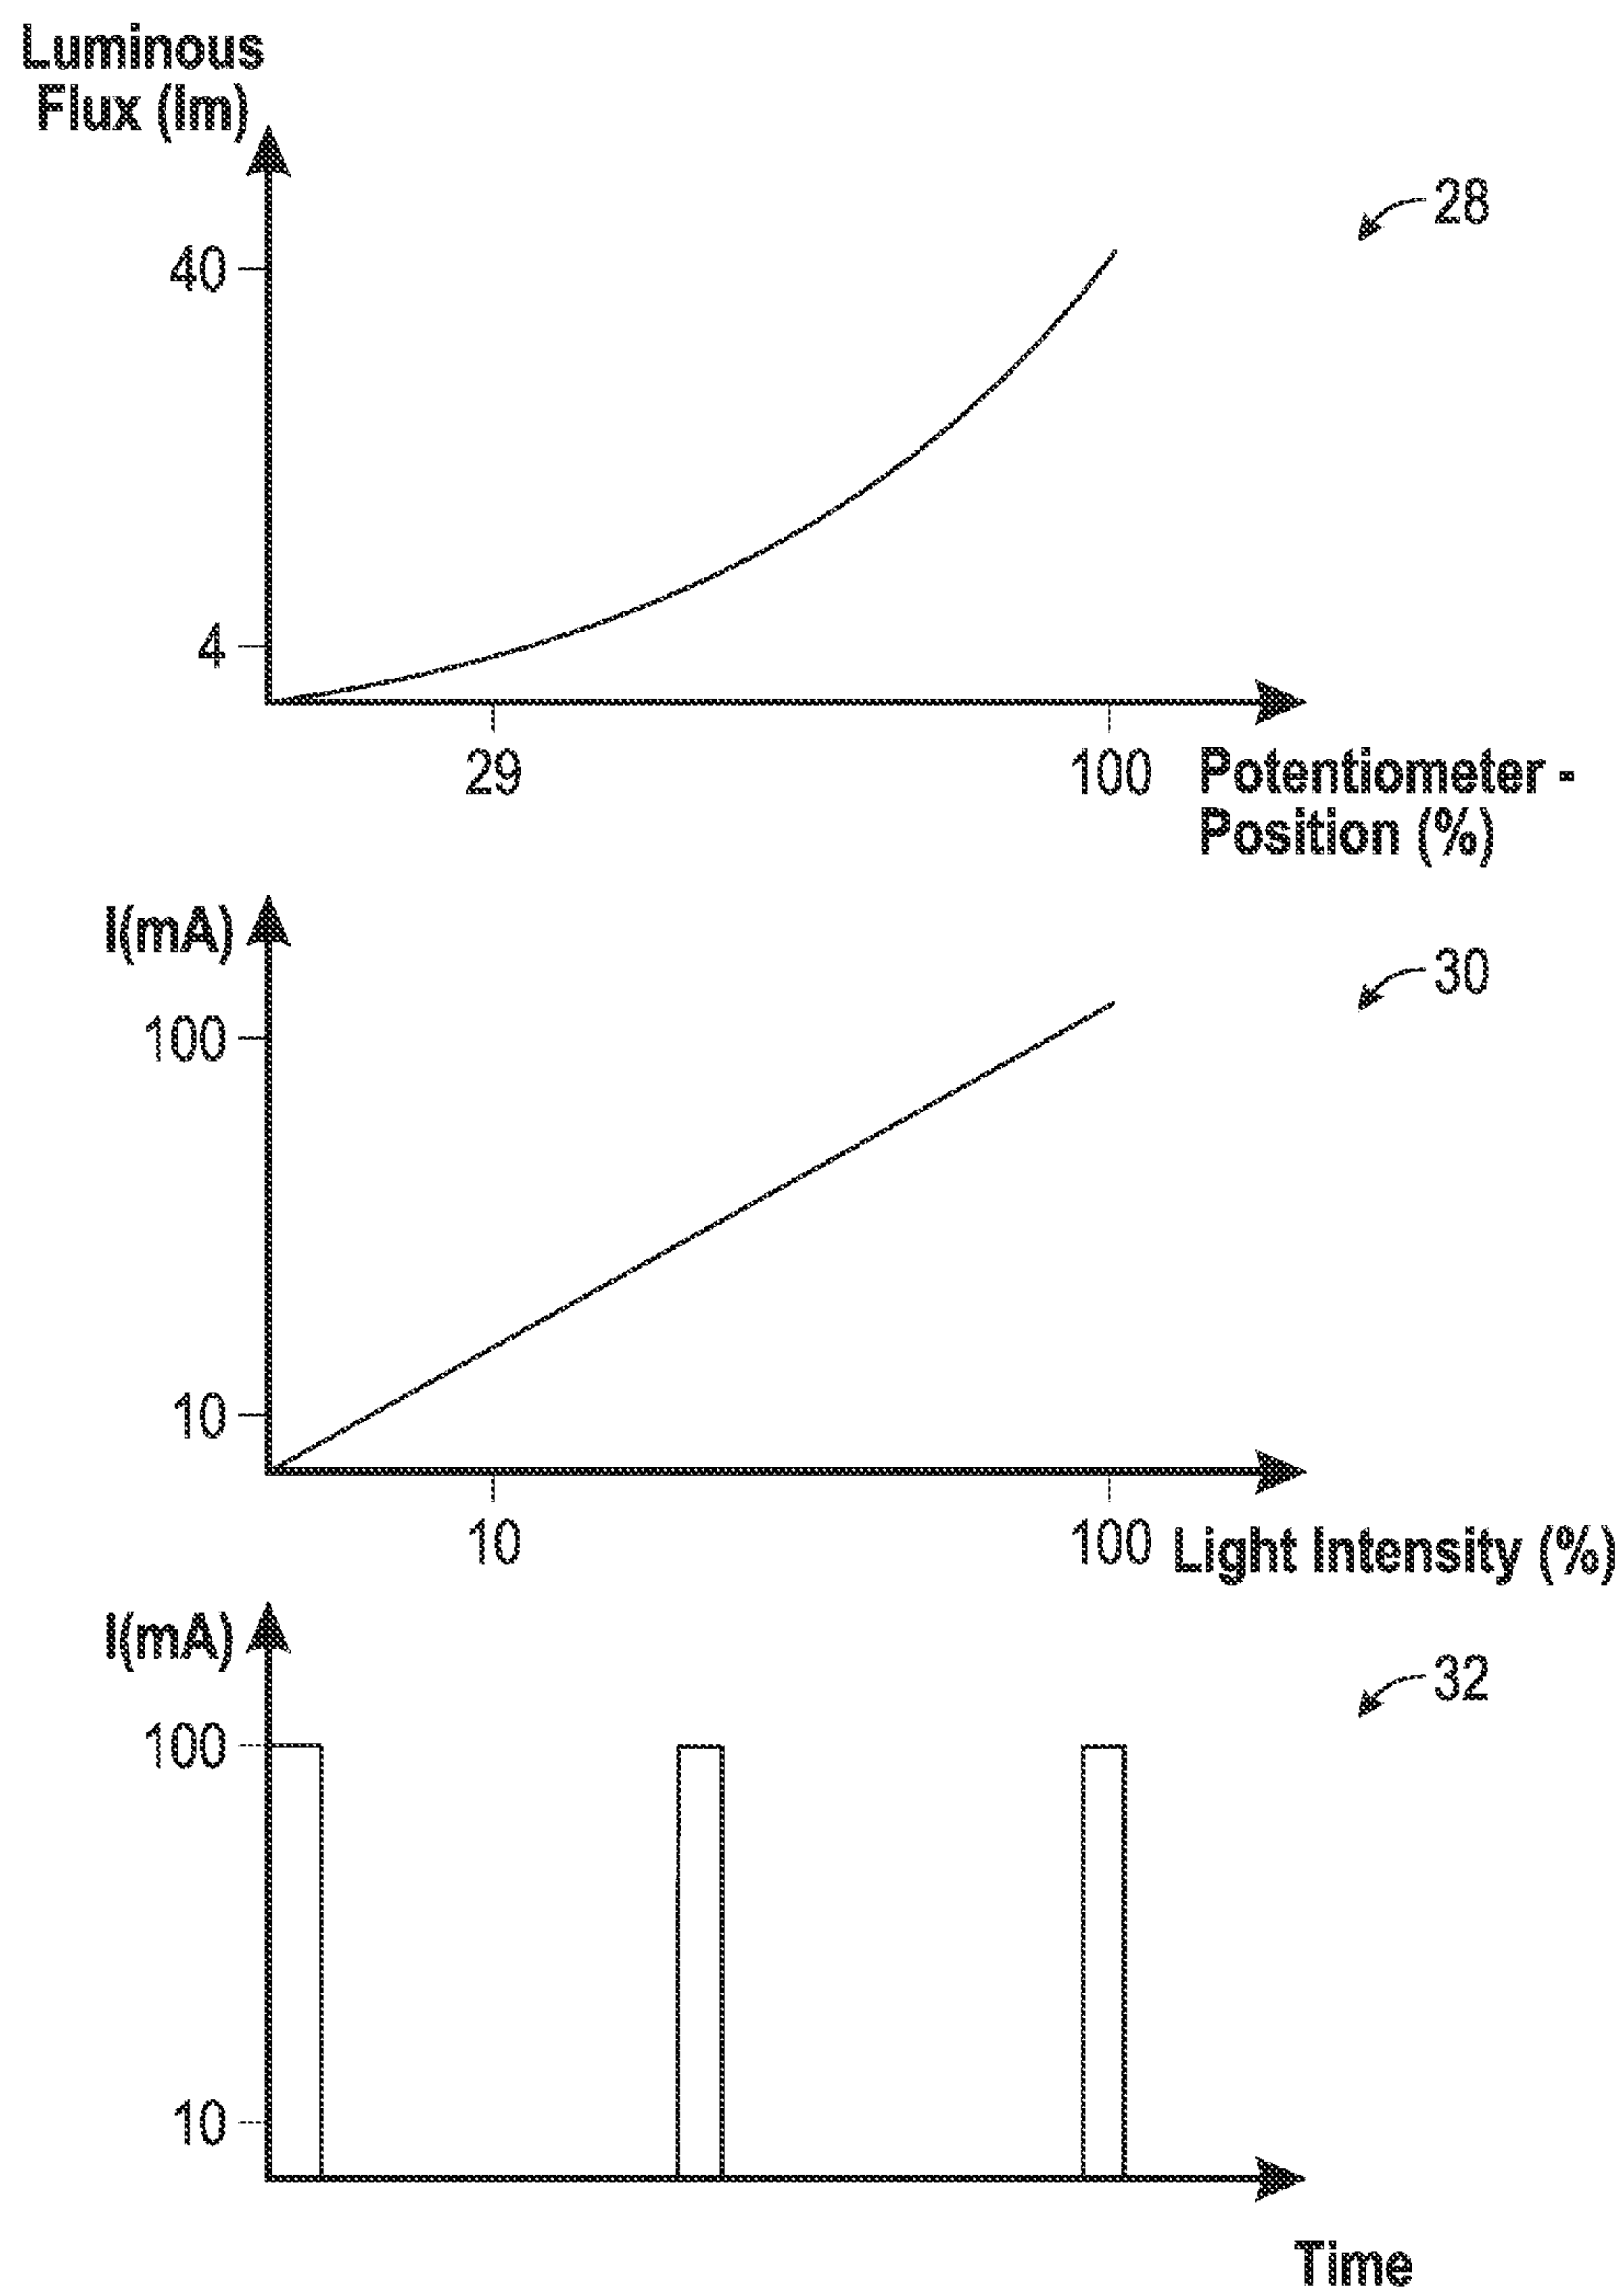 Luminous
Flux (lm)
28
40
4
29
100
Potentiometer -
Position (%)
I(mA)
30
100
10
10
100
Light Intensity (%)
I(mA)
32
100
10
Time